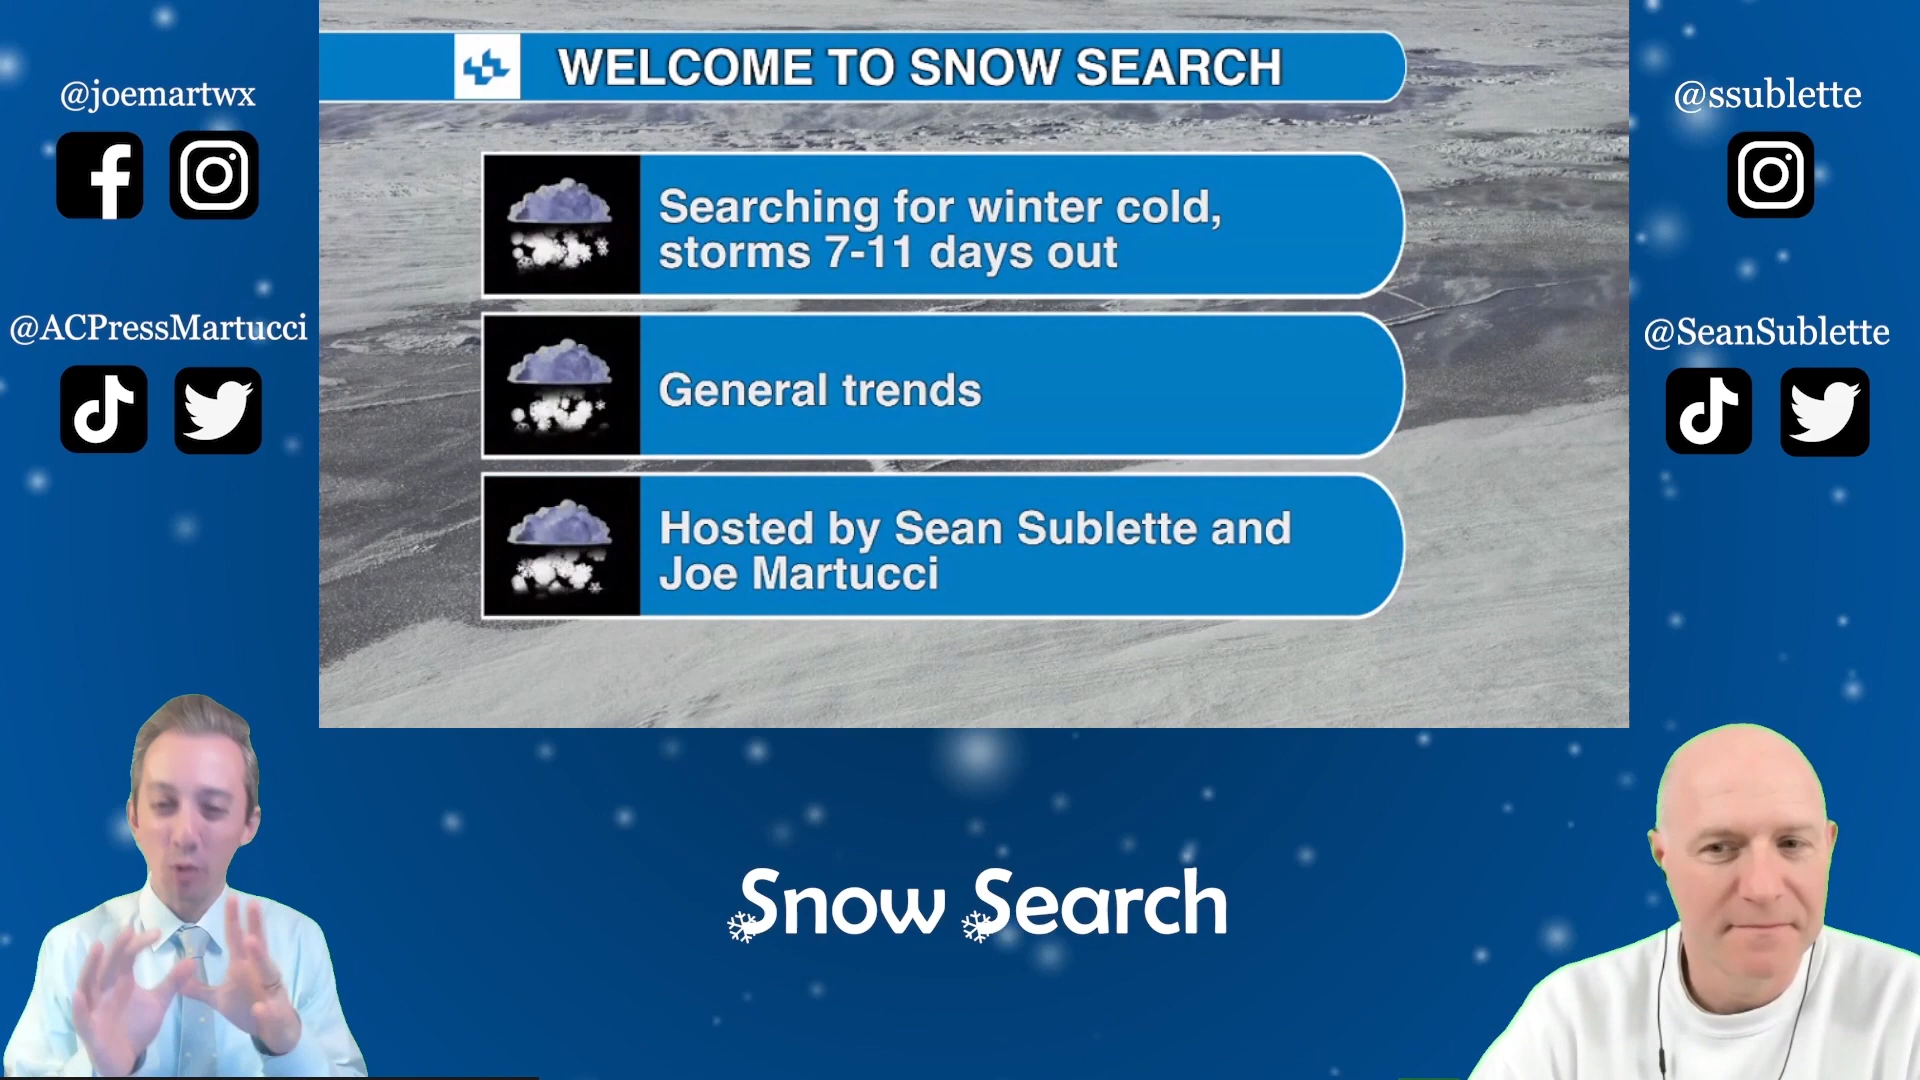 WELCOME TO SNOW SEARCH
@joemartwx
@ssublette
Searching for winter cold,
storms 7-11 days out
@ACPressMartucci
@SeanSublette
General trends
Hosted by Sean Sublette and
Joe Martucci
Snow Search